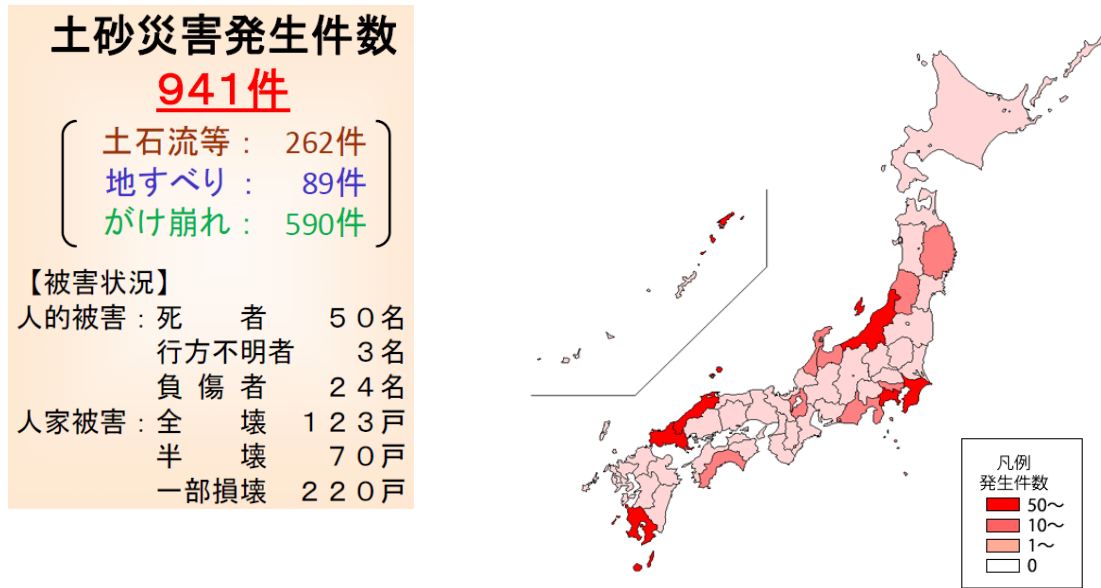 土砂災害発生件数
941件
土石流等： 262件
地すべり： 89件
がけ崩れ： 590件
【被害状況】
人的被害：死　　者　５０名
行方不明者　３名
負 傷 者　２４名
人家被害：全　　壊　１２３戸
半　　壊　７０戸
一部損壊　２２０戸
凡例
発生件数
50～
10～
1～
0